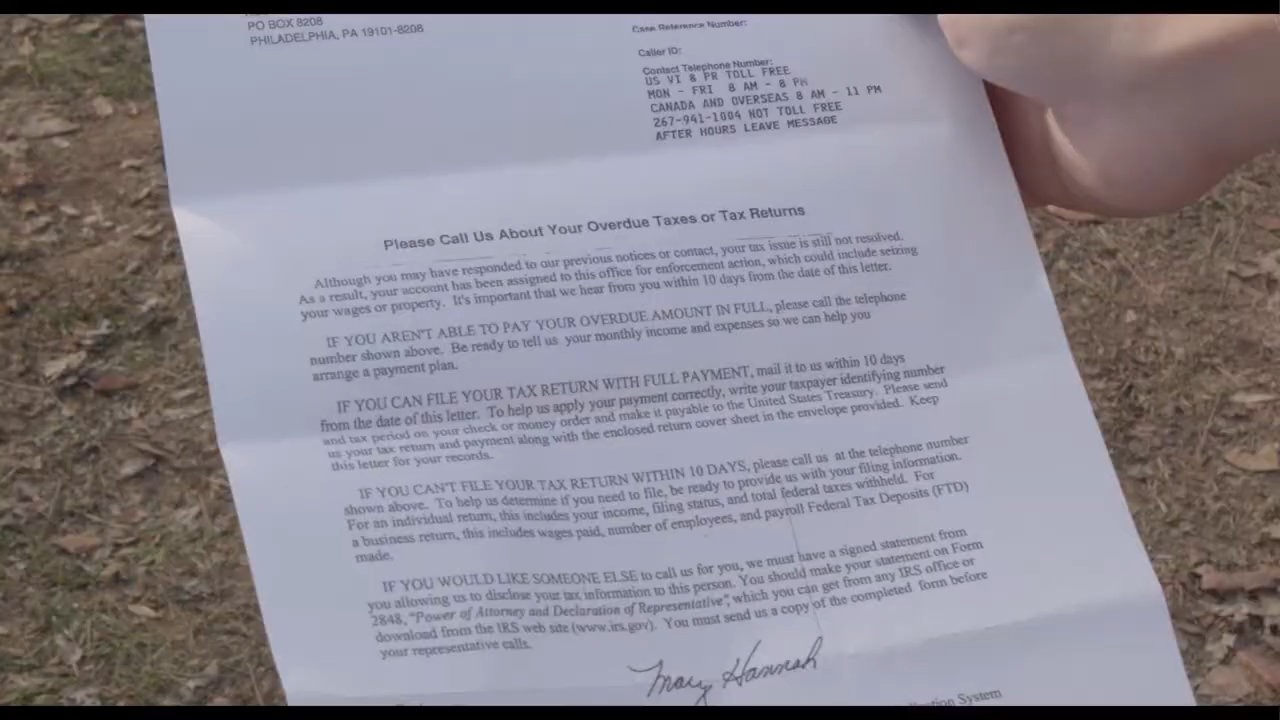 PO BOX 8208
PHILADELPHIA, PA 19101-8208
Case Reference Number:
Caller ID:
Contact Telephone Number:
US VI & PR TOLL FREE
MON - FRI 8 AM - 8 PM
CANADA AND OVERSEAS 8 AM - 11 PM
267-941-1004 NOT TOLL FREE
AFTER HOURS LEAVE MESSAGE
Please Call Us About Your Overdue Taxes or Tax Returns
Although you may have responded to our previous notices or contact, your tax issue is still not resolved.
As a result, your account has been assigned to this office for enforcement action, which could include seizing
your wages or property. It's important that we hear from you within 10 days from the date of this letter.
IF YOU AREN'T ABLE TO PAY YOUR OVERDUE AMOUNT IN FULL, please call the telephone
number shown above. Be ready to tell us your monthly income and expenses so we can help you
arrange a payment plan.
IF YOU CAN FILE YOUR TAX RETURN WITH FULL PAYMENT, mail it to us within 10 days
from the date of this letter. To help us apply your payment correctly, write your taxpayer identifying number
and tax period on your check or money order and make it payable to the United States Treasury. Please send
us your tax return and payment along with the enclosed return cover sheet in the envelope provided. Keep
this letter for your records.
IF YOU CAN'T FILE YOUR TAX RETURN WITHIN 10 DAYS, please call us at the telephone number
shown above. To help us determine if you need to file, be ready to provide us with your filing information.
For an individual return, this includes your income, filing status, and total federal taxes withheld. For
a business return, this includes wages paid, number of employees, and payroll Federal Tax Deposits (FTD)
made.
IF YOU WOULD LIKE SOMEONE ELSE to call us for you, we must have a signed statement from
you allowing us to disclose your tax information to this person. You should make your statement on Form
2848, "Power of Attorney and Declaration of Representative", which you can get from any IRS office or
download from the IRS web site (www.irs.gov). You must send us a copy of the completed form before
your representative calls.
Mary Hannah
System